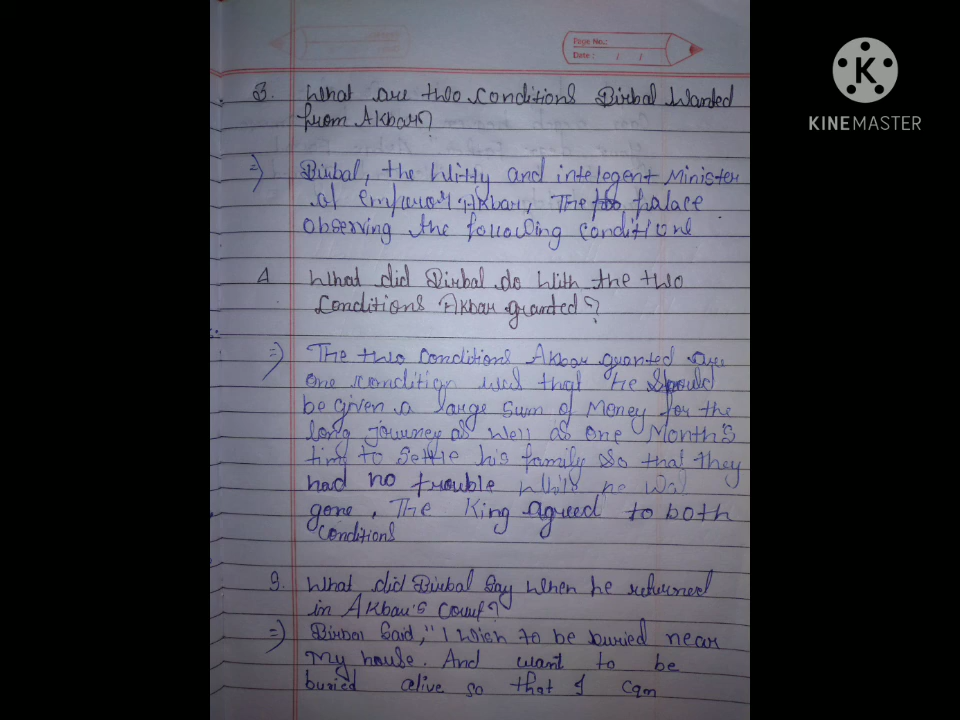 Page No.:
Date : / /
K
KINEMASTER
3. What are two conditions Birbal Wanted
from Akbar?
=) Birbal, the Witty and intelegent Minister
of emperor Akbar, The palace
observing the following conditions
4 What did Birbal do With the two
Conditions Akbar granted?
=) The two conditions Akbar granted are
one condition was that he should
be given a large sum of Money for the
long journey as well as one Month's
time to settle his family so that they
had no trouble while he was
gone, The King agreed to both
conditions
9. What did Birbal Say When he returned
in Akbar's Court?
=) Birbal Said, "I wish to be buried near
My house. And want to be
buried alive so that I can